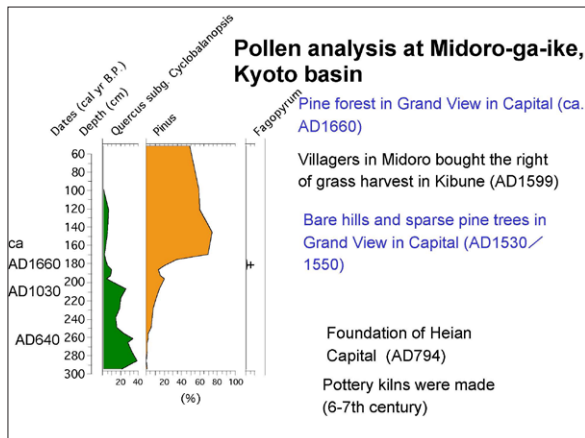 Pollen analysis at Midoro-ga-ike,
Kyoto basin
Dates (cal yr B.P.)
Depth (cm)
Quercus subg. Cyclobalanopsis
Pinus
Fagopyrum
Pine forest in Grand View in Capital (ca.
AD1660)
Villagers in Midoro bought the right
of grass harvest in Kibune (AD1599)
Bare hills and sparse pine trees in
Grand View in Capital (AD1530／
1550)
Foundation of Heian
Capital (AD794)
Pottery kilns were made
(6-7th century)
60
80
100
120
140
160
ca
AD1660 180
200
AD1030
220
240
AD640 260
280
300
20 40
20 40 60 80 100
(%)